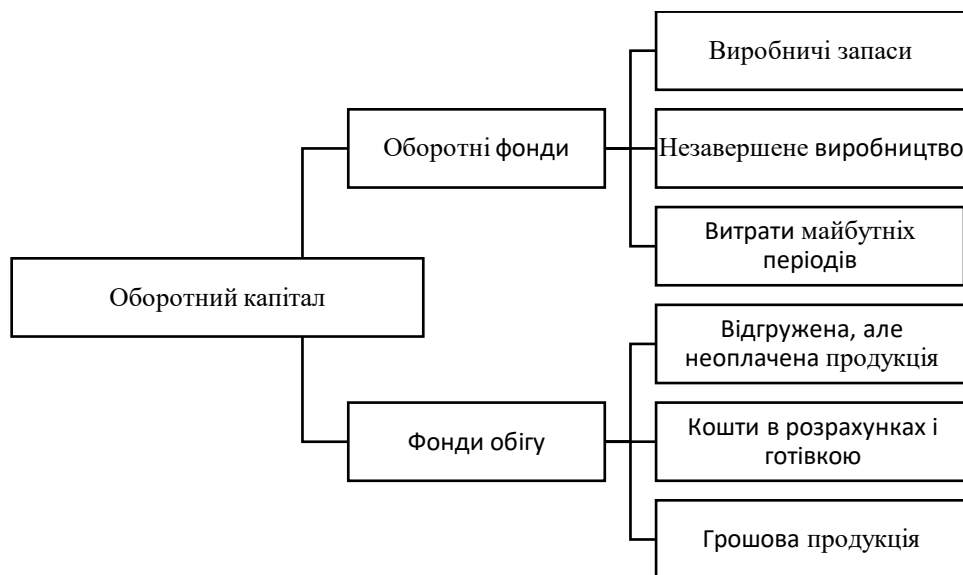 Виробничі запаси
Оборотні фонди
Незавершене виробництво
Витрати майбутніх
періодів
Оборотний капітал
Відгружена, але
неоплачена продукція
Фонди обігу
Кошти в розрахунках і
готівкою
Грошова продукція